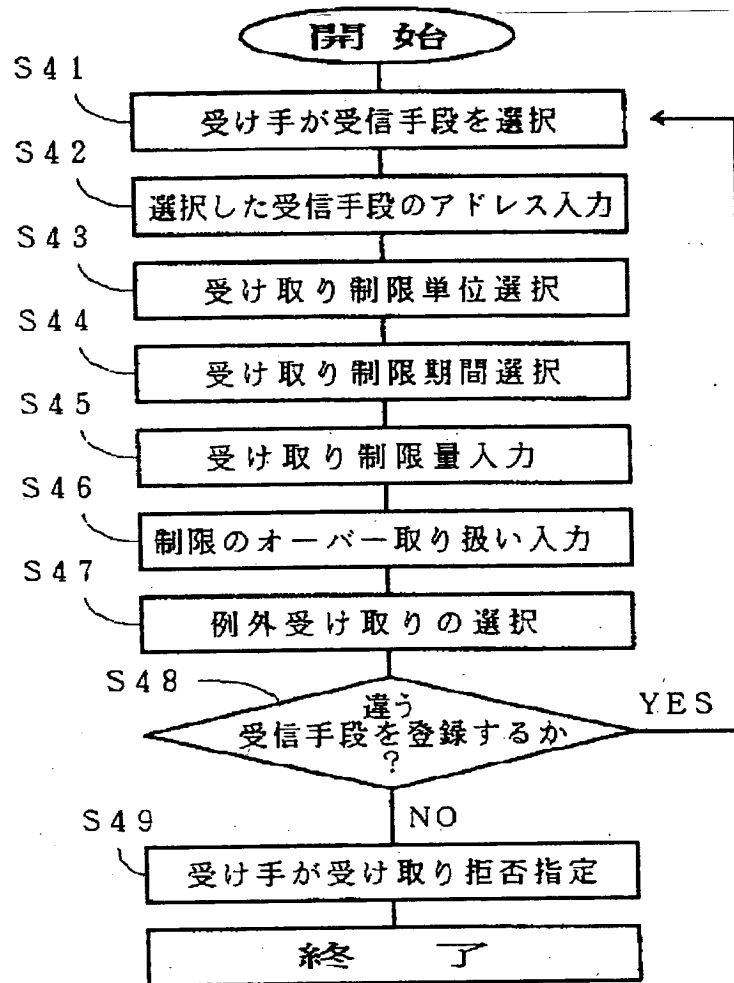 開始
S41
受け手が受信手段を選択
S42
選択した受信手段のアドレス入力
S43
受け取り制限単位選択
S44
受け取り制限期間選択
S45
受け取り制限量入力
S46
制限のオーバー取り扱い入力
S47
例外受け取りの選択
S48
違う
受信手段を登録するか
?
YES
NO
S49
受け手が受け取り拒否指定
終了